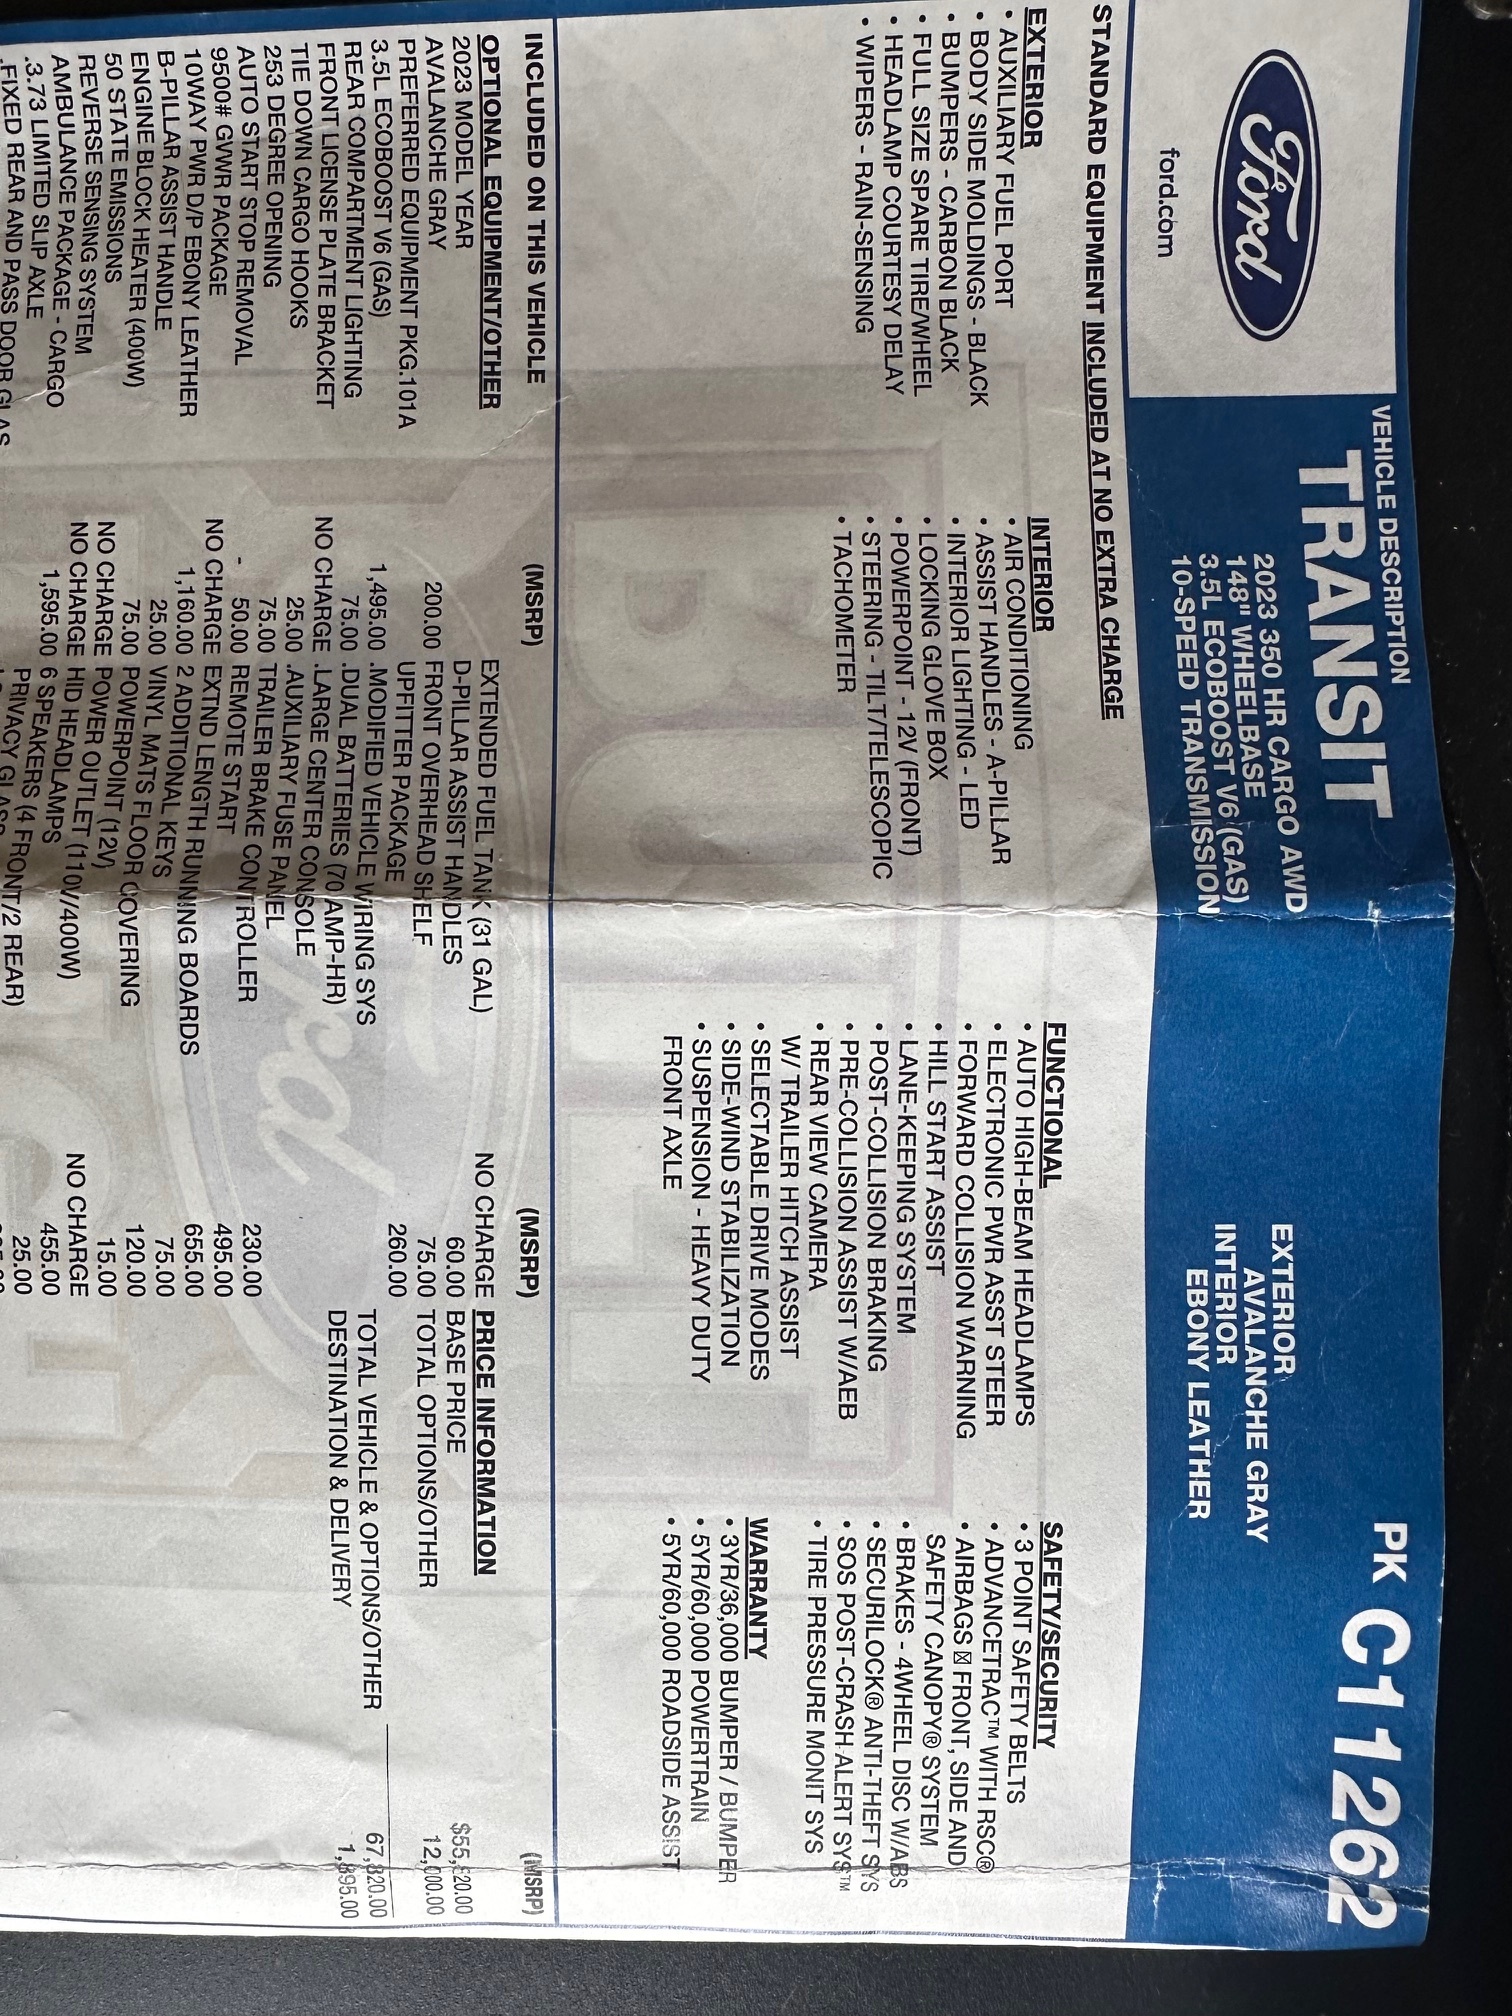 Ford
ford.com
VEHICLE DESCRIPTION
TRANSIT
2023 350 HR CARGO AWD
148" WHEELBASE
3.5L ECOBOOST V6 (GAS)
10-SPEED TRANSMISSION
EXTERIOR
AVALANCHE GRAY
INTERIOR
EBONY LEATHER
PK C11262
STANDARD EQUIPMENT INCLUDED AT NO EXTRA CHARGE
EXTERIOR
• AUXILIARY FUEL PORT
• BODY SIDE MOLDINGS - BLACK
• BUMPERS - CARBON BLACK
• FULL SIZE SPARE TIRE/WHEEL
• HEADLAMP COURTESY DELAY
• WIPERS - RAIN-SENSING
INTERIOR
• AIR CONDITIONING
• ASSIST HANDLES - A-PILLAR
• INTERIOR LIGHTING - LED
• LOCKING GLOVE BOX
• POWERPOINT - 12V (FRONT)
• STEERING - TILT/TELESCOPIC
• TACHOMETER
FUNCTIONAL
• AUTO HIGH-BEAM HEADLAMPS
• ELECTRONIC PWR ASST STEER
• FORWARD COLLISION WARNING
• HILL START ASSIST
• LANE-KEEPING SYSTEM
• POST-COLLISION BRAKING
• PRE-COLLISION ASSIST W/AEB
• REAR VIEW CAMERA
W/ TRAILER HITCH ASSIST
• SELECTABLE DRIVE MODES
• SIDE-WIND STABILIZATION
• SUSPENSION - HEAVY DUTY
FRONT AXLE
SAFETY/SECURITY
• 3 POINT SAFETY BELTS
• ADVANCETRAC™ WITH RSC®
• AIRBAGS ☒ FRONT, SIDE AND
SAFETY CANOPY® SYSTEM
• BRAKES - 4WHEEL DISC W/ABS
• SECURILOCK® ANTI-THEFT SYS
• SOS POST-CRASH ALERT SYS™
• TIRE PRESSURE MONIT SYS
WARRANTY
• 3YR/36,000 BUMPER / BUMPER
• 5YR/60,000 POWERTRAIN
• 5YR/60,000 ROADSIDE ASSIST
INCLUDED ON THIS VEHICLE (MSRP)
OPTIONAL EQUIPMENT/OTHER
2023 MODEL YEAR
AVALANCHE GRAY 200.00
PREFERRED EQUIPMENT PKG.101A
3.5L ECOBOOST V6 (GAS) 1,495.00
REAR COMPARTMENT LIGHTING 75.00
FRONT LICENSE PLATE BRACKET NO CHARGE
TIE DOWN CARGO HOOKS 25.00
253 DEGREE OPENING 75.00
AUTO START STOP REMOVAL - 50.00
9500# GVWR PACKAGE NO CHARGE
10WAY PWR D/P EBONY LEATHER 1,160.00
B-PILLAR ASSIST HANDLE 25.00
ENGINE BLOCK HEATER (400W) 75.00
50 STATE EMISSIONS NO CHARGE
REVERSE SENSING SYSTEM NO CHARGE
AMBULANCE PACKAGE - CARGO 1,595.00
.3.73 LIMITED SLIP AXLE
.FIXED REAR AND PASS DOOR GLAS
(MSRP)
EXTENDED FUEL TANK (31 GAL) NO CHARGE
D-PILLAR ASSIST HANDLES 60.00
FRONT OVERHEAD SHELF 75.00
UPFITTER PACKAGE 260.00
.MODIFIED VEHICLE WIRING SYS
.DUAL BATTERIES (70 AMP-HR)
.LARGE CENTER CONSOLE
.AUXILIARY FUSE PANEL
TRAILER BRAKE CONTROLLER 230.00
REMOTE START 495.00
EXTND LENGTH RUNNING BOARDS 655.00
2 ADDITIONAL KEYS 75.00
VINYL MATS FLOOR COVERING 120.00
POWERPOINT (12V) 15.00
POWER OUTLET (110V/400W) NO CHARGE
HID HEADLAMPS 455.00
6 SPEAKERS (4 FRONT/2 REAR) 25.00
PRIVACY GLASS
(MSRP)
PRICE INFORMATION
BASE PRICE $55,820.00
TOTAL OPTIONS/OTHER 12,000.00
TOTAL VEHICLE & OPTIONS/OTHER 67,820.00
DESTINATION & DELIVERY 1,895.00